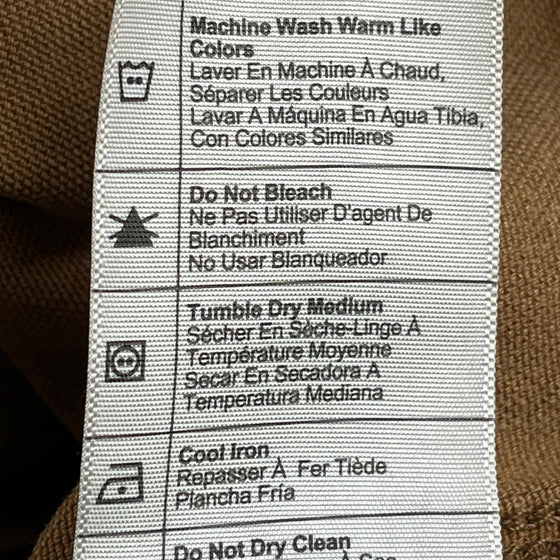 Machine Wash Warm Like
Colors
Laver En Machine À Chaud,
Séparer Les Couleurs
Lavar A Máquina En Agua Tibia,
Con Colores Similares
Do Not Bleach
Ne Pas Utiliser D'agent De
Blanchiment
No Usar Blanqueador
Tumble Dry Medium
Sécher En Sèche-Linge À
Température Moyenne
Secar En Secadora A
Temperatura Mediana
Cool Iron
Repasser À Fer Tiède
Plancha Fría
Do Not Dry Clean